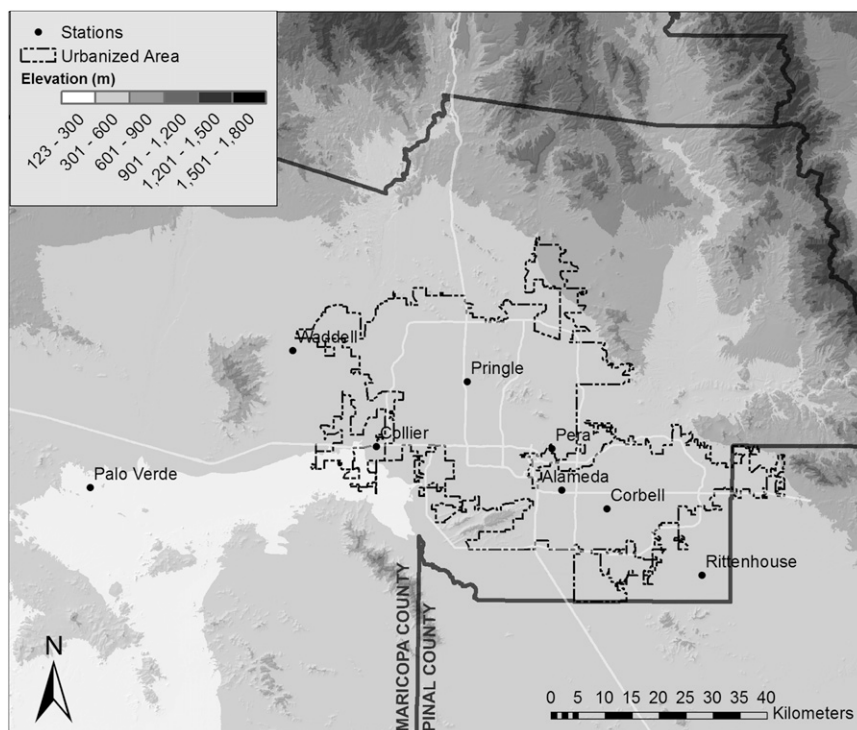 Stations
Urbanized Area
Elevation (m)
123 - 300
301 - 600
601 - 900
901 - 1,200
1,201 - 1,500
1,501 - 1,800
Waddell
Pringle
Collier
Pera
Palo Verde
Alameda
Corbell
Rittenhouse
MARICOPA COUNTY
PINAL COUNTY
N
0 5 10 15 20 25 30 35 40
Kilometers